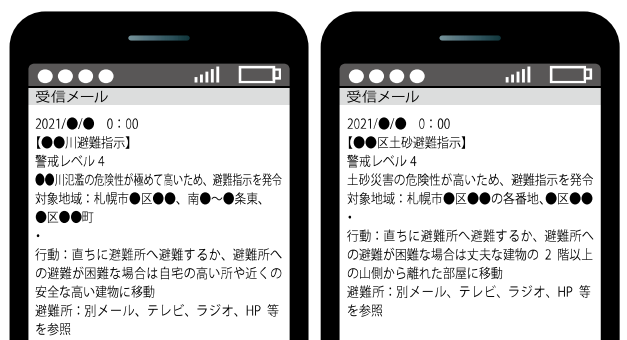 受信メール
2021/●/●　0：00
【●●川避難指示】
警戒レベル4
●●川氾濫の危険性が極めて高いため、避難指示を発令
対象地域：札幌市●区●●、南●〜●条東、
●区●●町
・
行動：直ちに避難所へ避難するか、避難所へ
の避難が困難な場合は自宅の高い所や近くの
安全な高い建物に移動
避難所：別メール、テレビ、ラジオ、HP 等
を参照
受信メール
2021/●/●　0：00
【●●区土砂避難指示】
警戒レベル4
土砂災害の危険性が高いため、避難指示を発令
対象地域：札幌市●区●●の各番地、●区●●
・
行動：直ちに避難所へ避難するか、避難所へ
の避難が困難な場合は丈夫な建物の 2 階以上
の山側から離れた部屋に移動
避難所：別メール、テレビ、ラジオ、HP 等
を参照